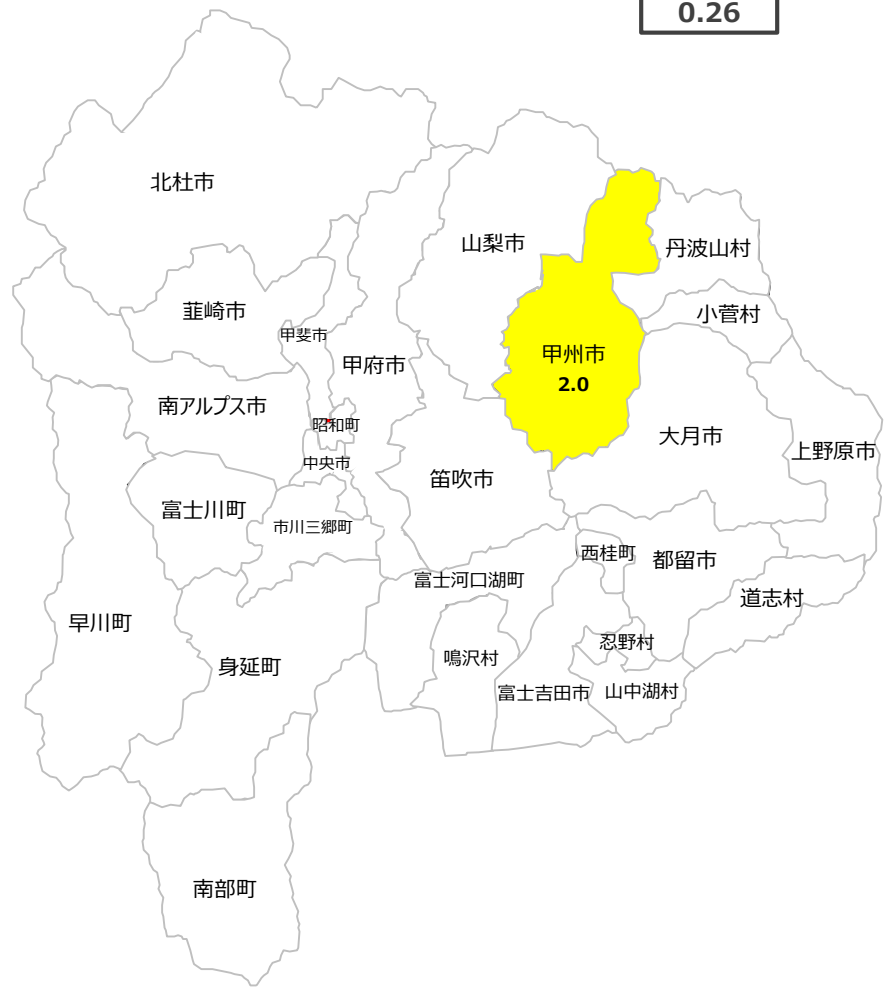 0.26
北杜市
山梨市
丹波山村
韮崎市
小菅村
甲斐市
甲府市
甲州市
2.0
南アルプス市
昭和町
大月市
上野原市
中央市
笛吹市
富士川町
市川三郷町
西桂町
都留市
富士河口湖町
道志村
早川町
忍野村
鳴沢村
身延町
富士吉田市
山中湖村
南部町